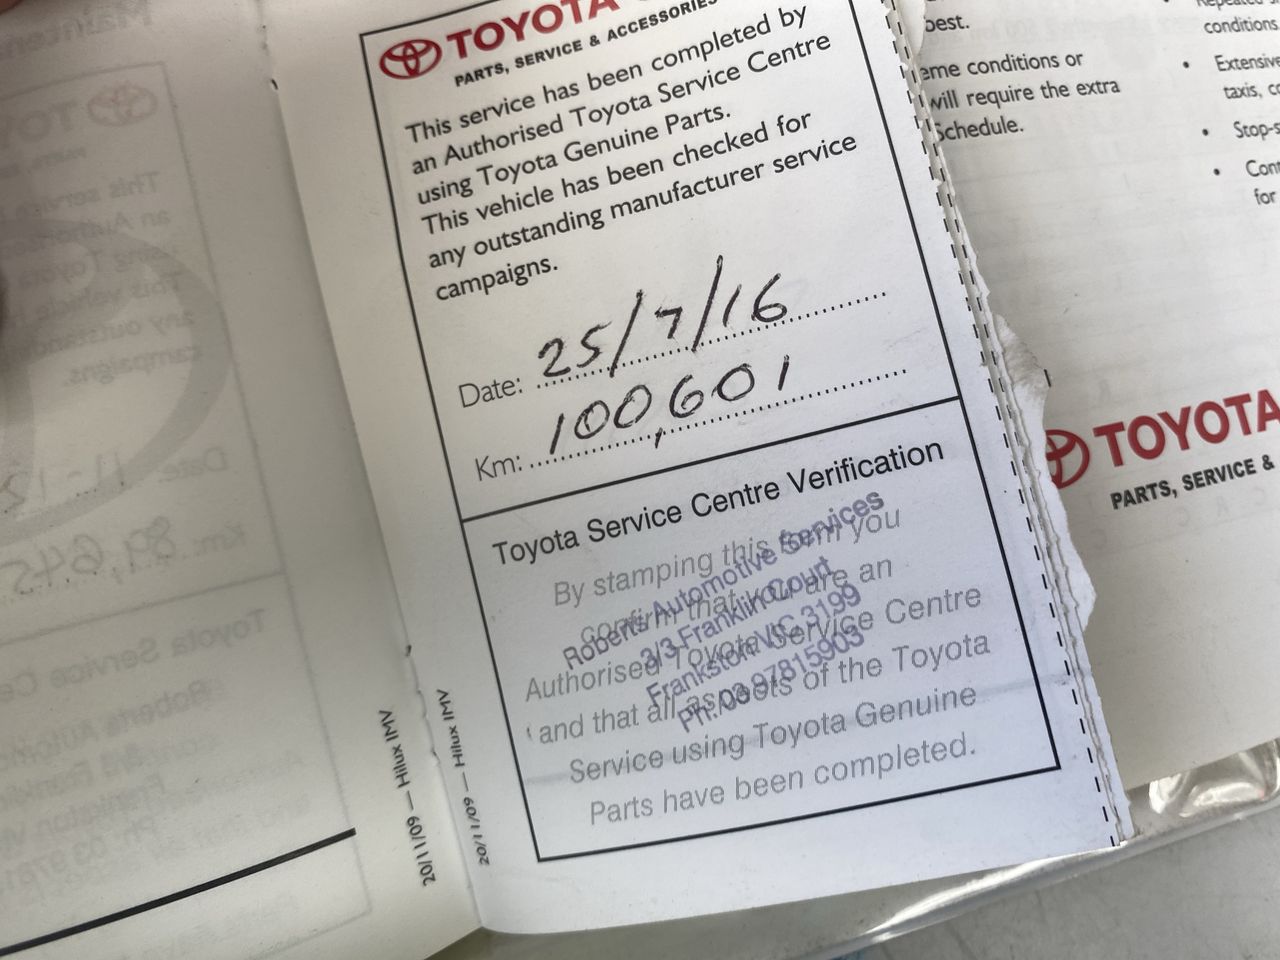 TOYOTA
PARTS, SERVICE & ACCESSORIES
This service has been completed by
an Authorised Toyota Service Centre
using Toyota Genuine Parts.
This vehicle has been checked for
any outstanding manufacturer service
campaigns.
Date: 25/7/16
Km: 100,601
Toyota Service Centre Verification
By stamping this form you
confirm that you are an
Authorised Toyota Service Centre
and that all aspects of the Toyota
Service using Toyota Genuine
Parts have been completed.
Roberts Automotive Services
3/3 Franklin Court
Frankston VIC 3199
Ph: 03 97815903
20/11/09 — Hilux IMV
20/11/09 — Hilux IMV
best.
conditions or
will require the extra
Schedule.
conditions
Extensive
taxis,
for
TOYOTA
PARTS, SERVICE &